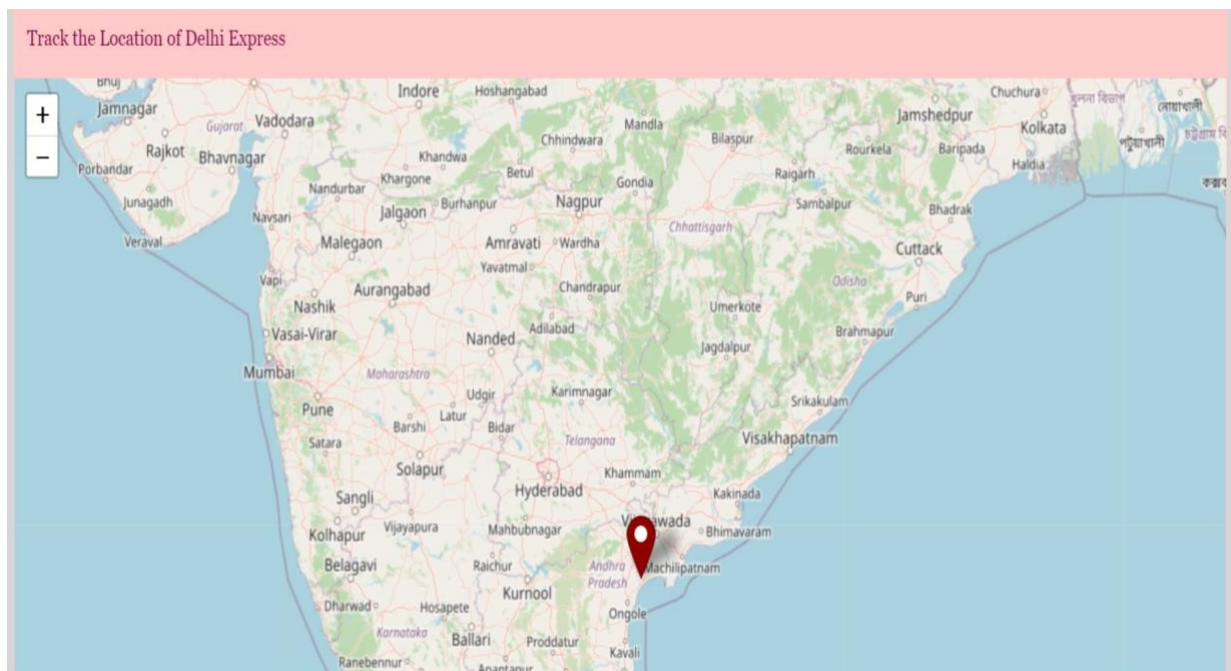 Track the Location of Delhi Express
+
−
Bhuj
Jamnagar
Gujarat
Vadodara
Indore
Hoshangabad
Mandla
Bilaspur
Jamshedpur
Chuchura
Kolkata
খুলনা বিভাগ
নোয়াখালী
পটুয়াখালী
Rajkot
Bhavnagar
Porbandar
Khandwa
Chhindwara
Rourkela
Baripada
Haldia
Junagadh
Nandurbar
Khargone
Betul
Gondia
Raigarh
Navsari
Jalgaon
Burhanpur
Nagpur
Sambalpur
Bhadrak
Veraval
Malegaon
Amravati
Wardha
Chhattisgarh
Cuttack
Vapi
Yavatmal
Aurangabad
Chandrapur
Odisha
Nashik
Umerkote
Puri
Vasai-Virar
Nanded
Adilabad
Brahmapur
Jagdalpur
Mumbai
Maharashtra
Karimnagar
Udgir
Pune
Latur
Srikakulam
Barshi
Bidar
Satara
Telangana
Visakhapatnam
Solapur
Khammam
Hyderabad
Sangli
Kakinada
Kolhapur
Vijayapura
Mahbubnagar
Bhimavaram
Belagavi
Raichur
Andhra
Pradesh
Machilipatnam
Kurnool
Dharwad
Hosapete
Ongole
Karnataka
Ballari
Proddatur
Kavali
Ranebennur
Anantapur